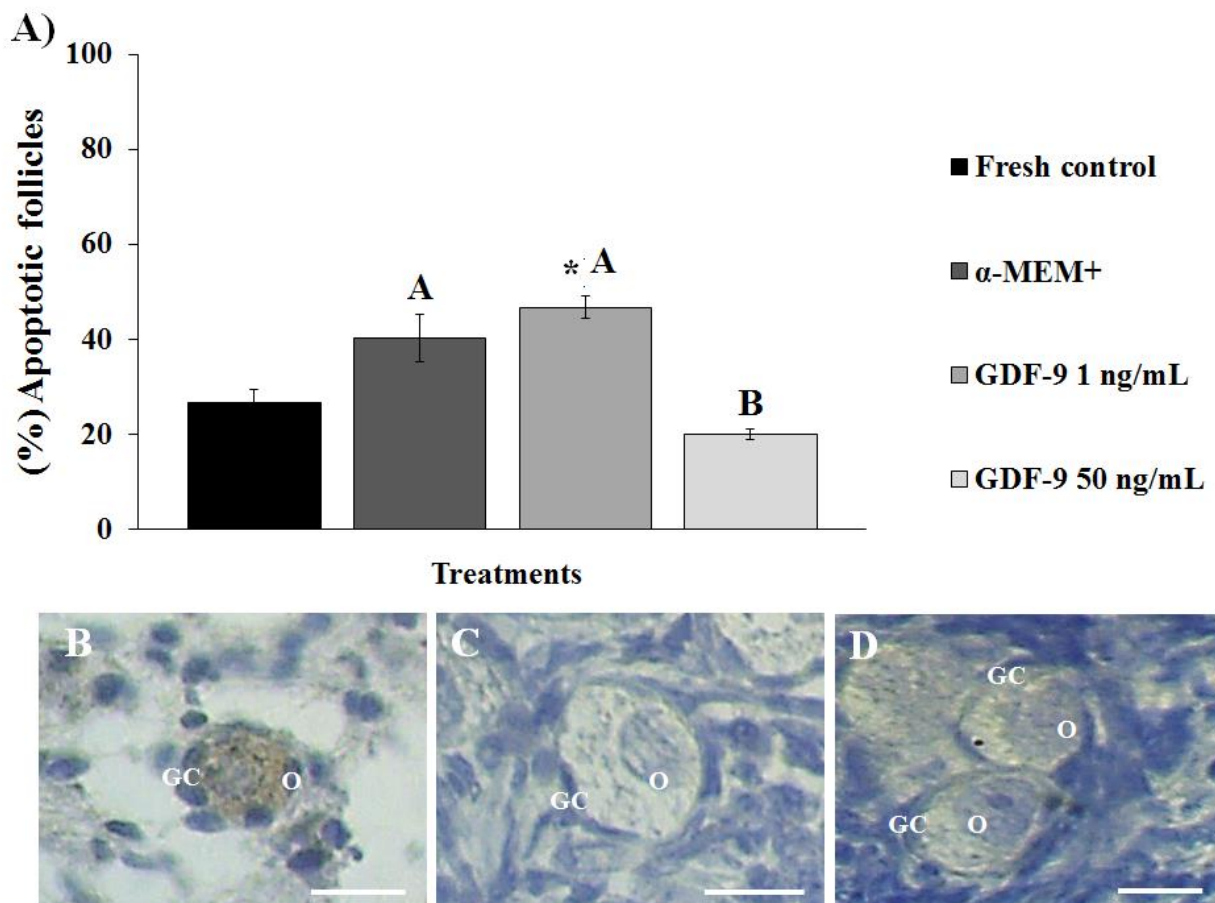 A)
(%) Apoptotic follicles
100
80
60
40
20
0
A
* A
B
Treatments
Fresh control
α-MEM+
GDF-9 1 ng/mL
GDF-9 50 ng/mL
B
GC O
C
GC O
D
GC
O
GC O